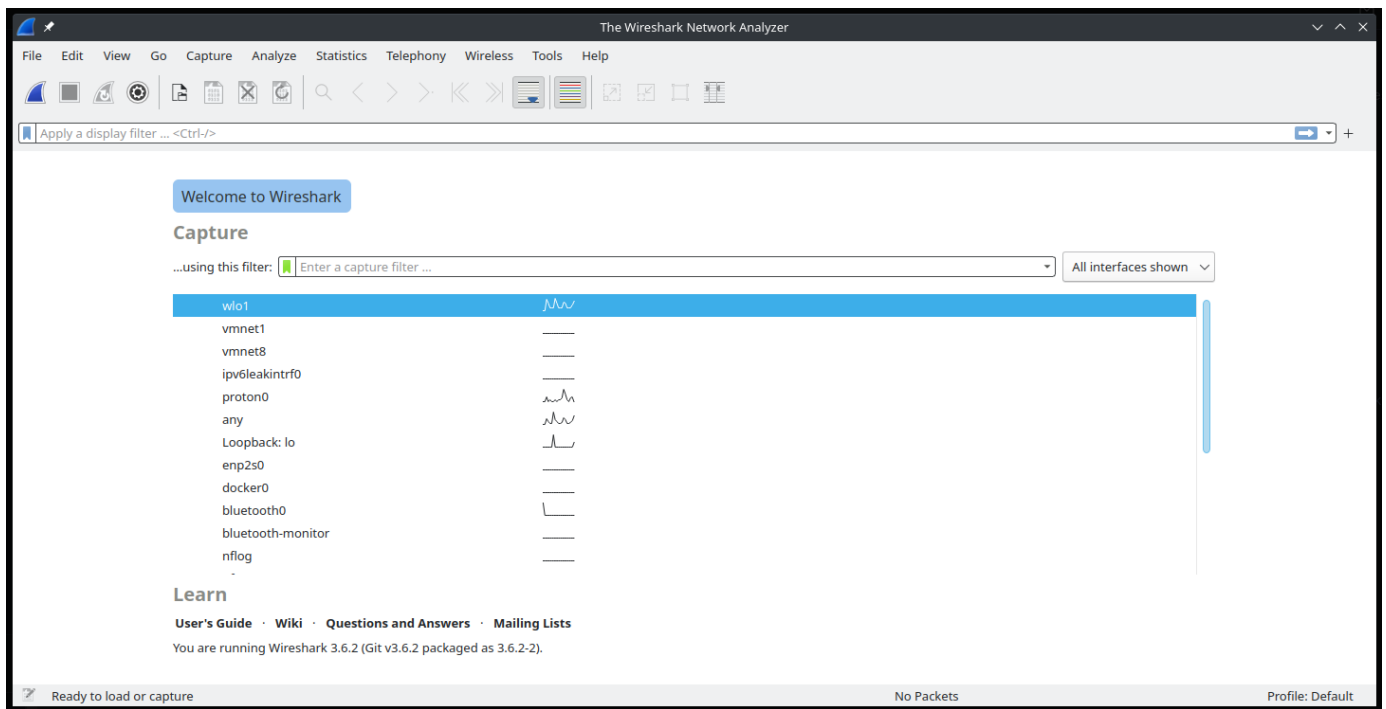 The Wireshark Network Analyzer
File Edit View Go Capture Analyze Statistics Telephony Wireless Tools Help
Apply a display filter ... <Ctrl-/>
+
Welcome to Wireshark
Capture
...using this filter: Enter a capture filter ... All interfaces shown
wlo1
vmnet1
vmnet8
ipv6leakintrf0
proton0
any
Loopback: lo
enp2s0
docker0
bluetooth0
bluetooth-monitor
nflog
Learn
User's Guide · Wiki · Questions and Answers · Mailing Lists
You are running Wireshark 3.6.2 (Git v3.6.2 packaged as 3.6.2-2).
Ready to load or capture No Packets Profile: Default